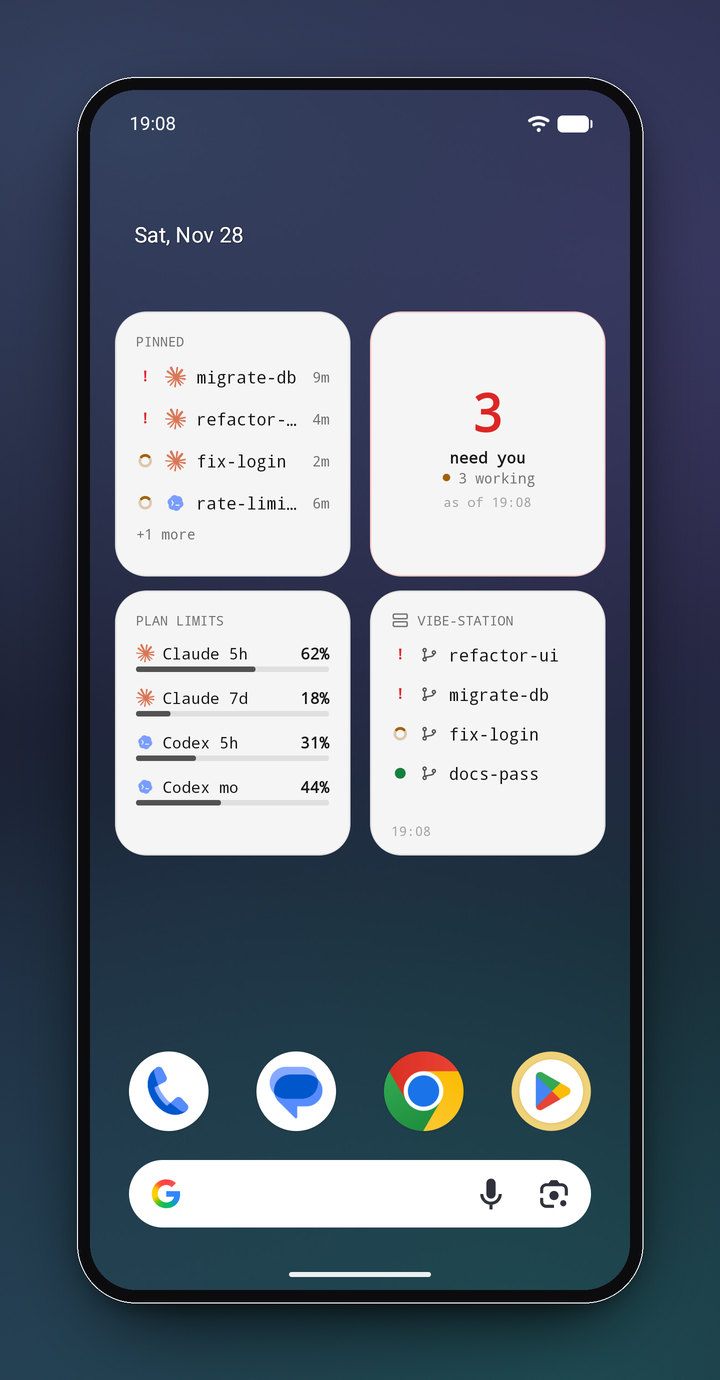 19:08
Sat, Nov 28
PINNED
! migrate-db 9m
! refactor-… 4m
fix-login 2m
rate-limi… 6m
+1 more
3
need you
3 working
as of 19:08
PLAN LIMITS
Claude 5h 62%
Claude 7d 18%
Codex 5h 31%
Codex mo 44%
VIBE-STATION
! refactor-ui
! migrate-db
fix-login
docs-pass
19:08